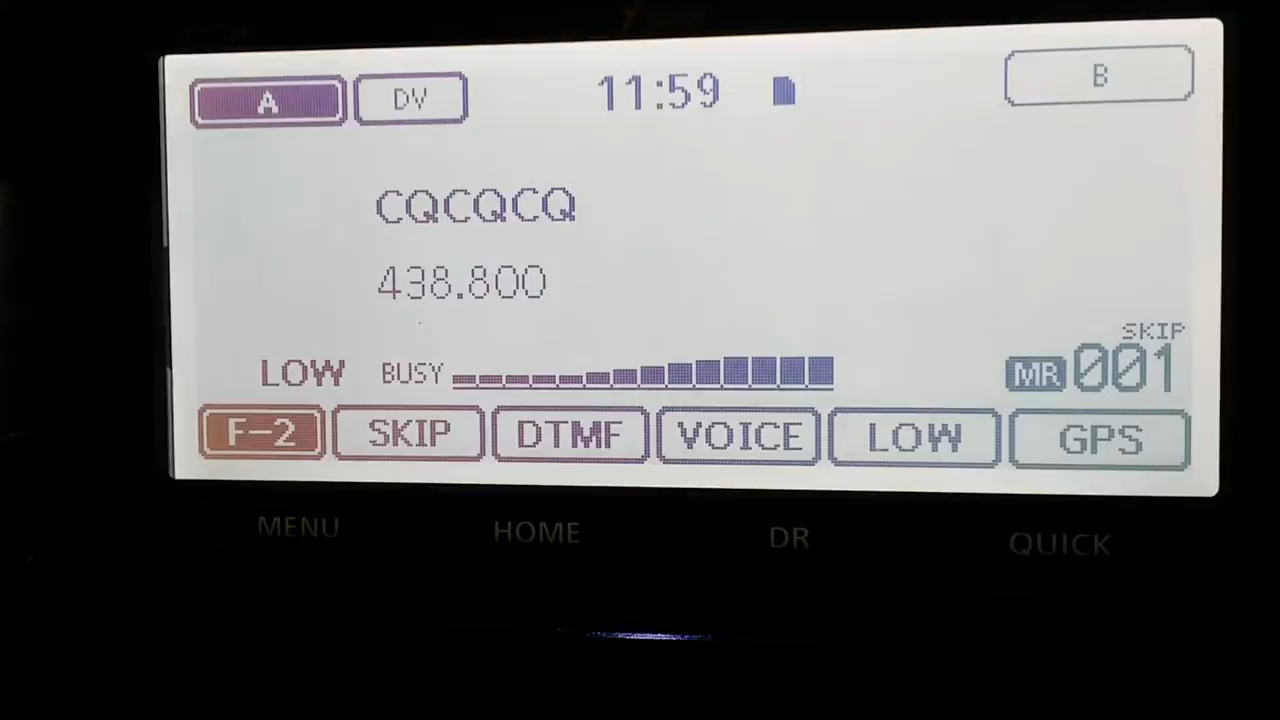 A DV 11:59 B
CQCQCQ
438.800
SKIP
LOW BUSY MR 001
F-2 SKIP DTMF VOICE LOW GPS
MENU HOME DR QUICK